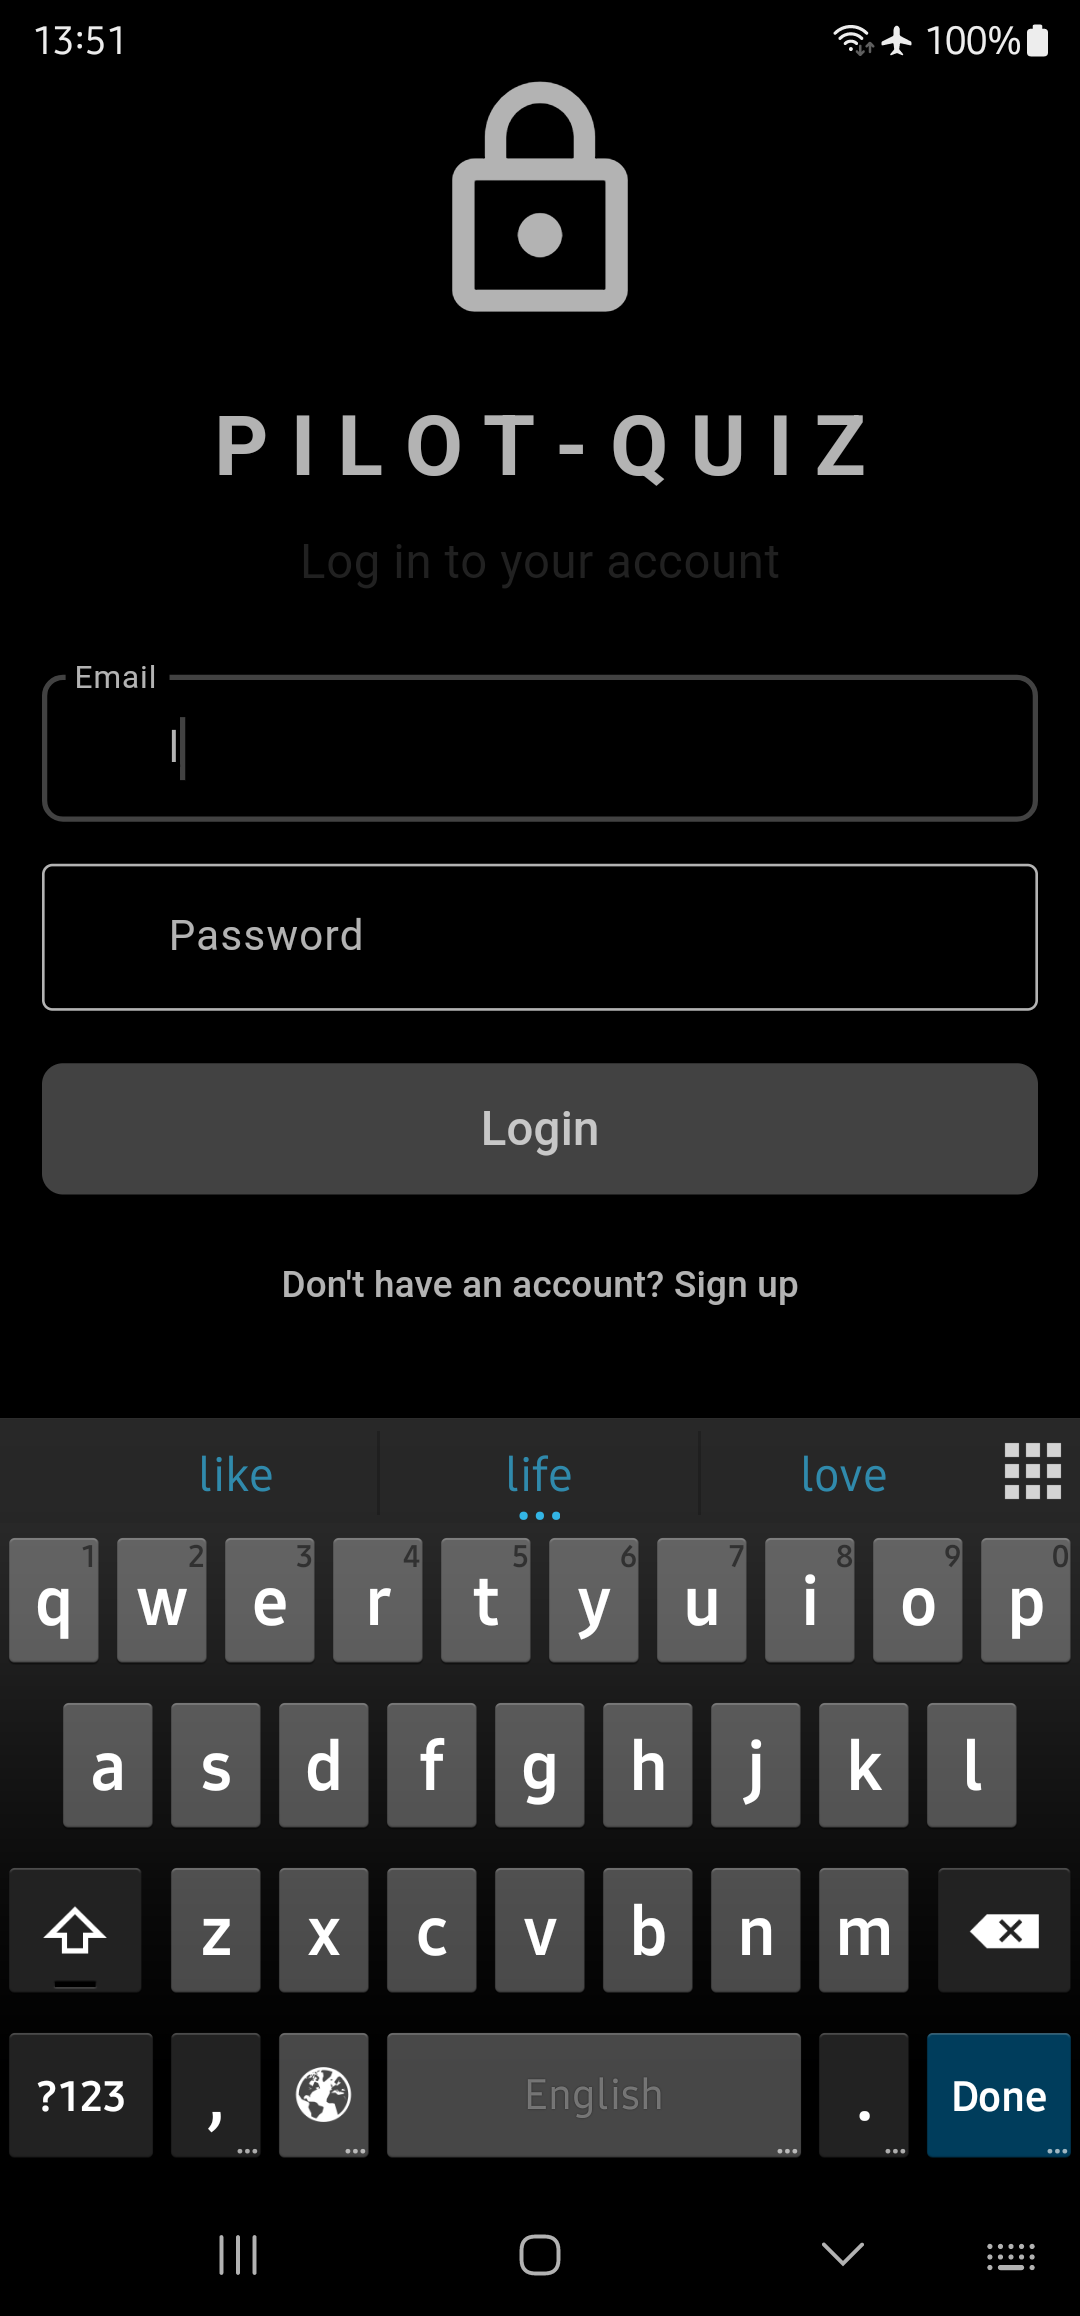 13:51 100%
PILOT-QUIZ
Log in to your account
Email
l
Password
Login
Don't have an account? Sign up
like life love
1 2 3 4 5 6 7 8 9 0
q w e r t y u i o p
a s d f g h j k l
z x c v b n m
?123 , English . Done